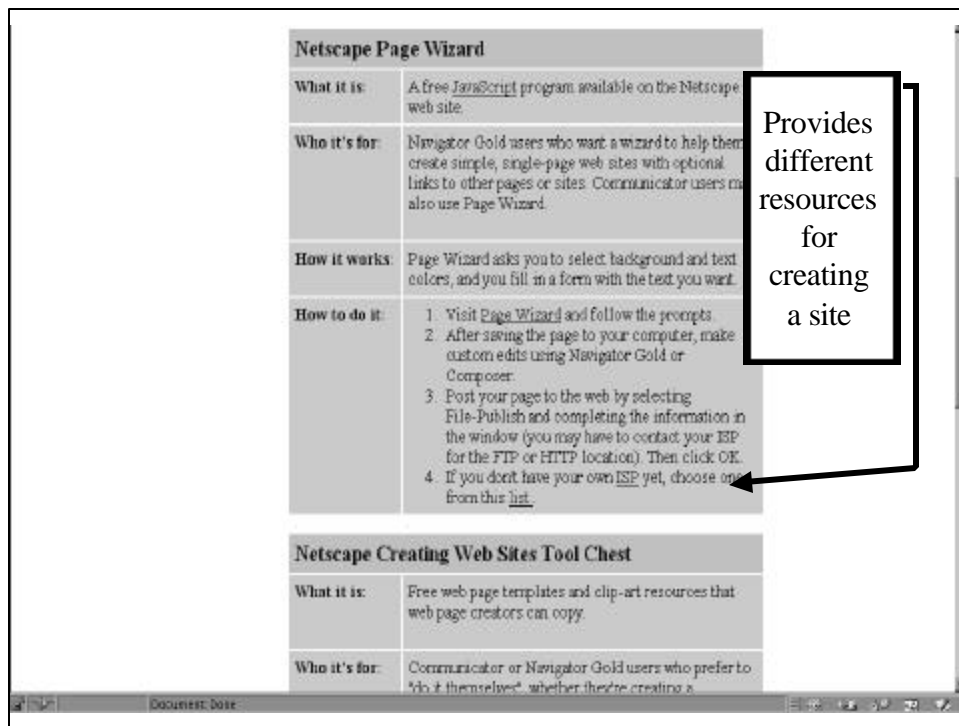 Netscape Page Wizard
What it is:
A free JavaScript program available on the Netscape
web site.
Who it's for:
Navigator Gold users who want a wizard to help them
create simple, single-page web sites with optional
links to other pages or sites. Communicator users
also use Page Wizard.
How it works:
Page Wizard asks you to select background and text
colors, and you fill in a form with the text you want.
How to do it:
1. Visit Page Wizard and follow the prompts.
2. After saving the page to your computer, make
custom edits using Navigator Gold or
Composer.
3. Post your page to the web by selecting
File-Publish and completing the information in
the window (you may have to contact your ISP
for the FTP or HTTP location). Then click OK.
4. If you don't have your own ISP yet, choose one
from this list.
Provides
different
resources
for
creating
a site
Netscape Creating Web Sites Tool Chest
What it is:
Free web page templates and clip-art resources that
web page creators can copy.
Who it's for:
Communicator or Navigator Gold users who prefer to
"do it themselves", whether they're creating a
Document: Done